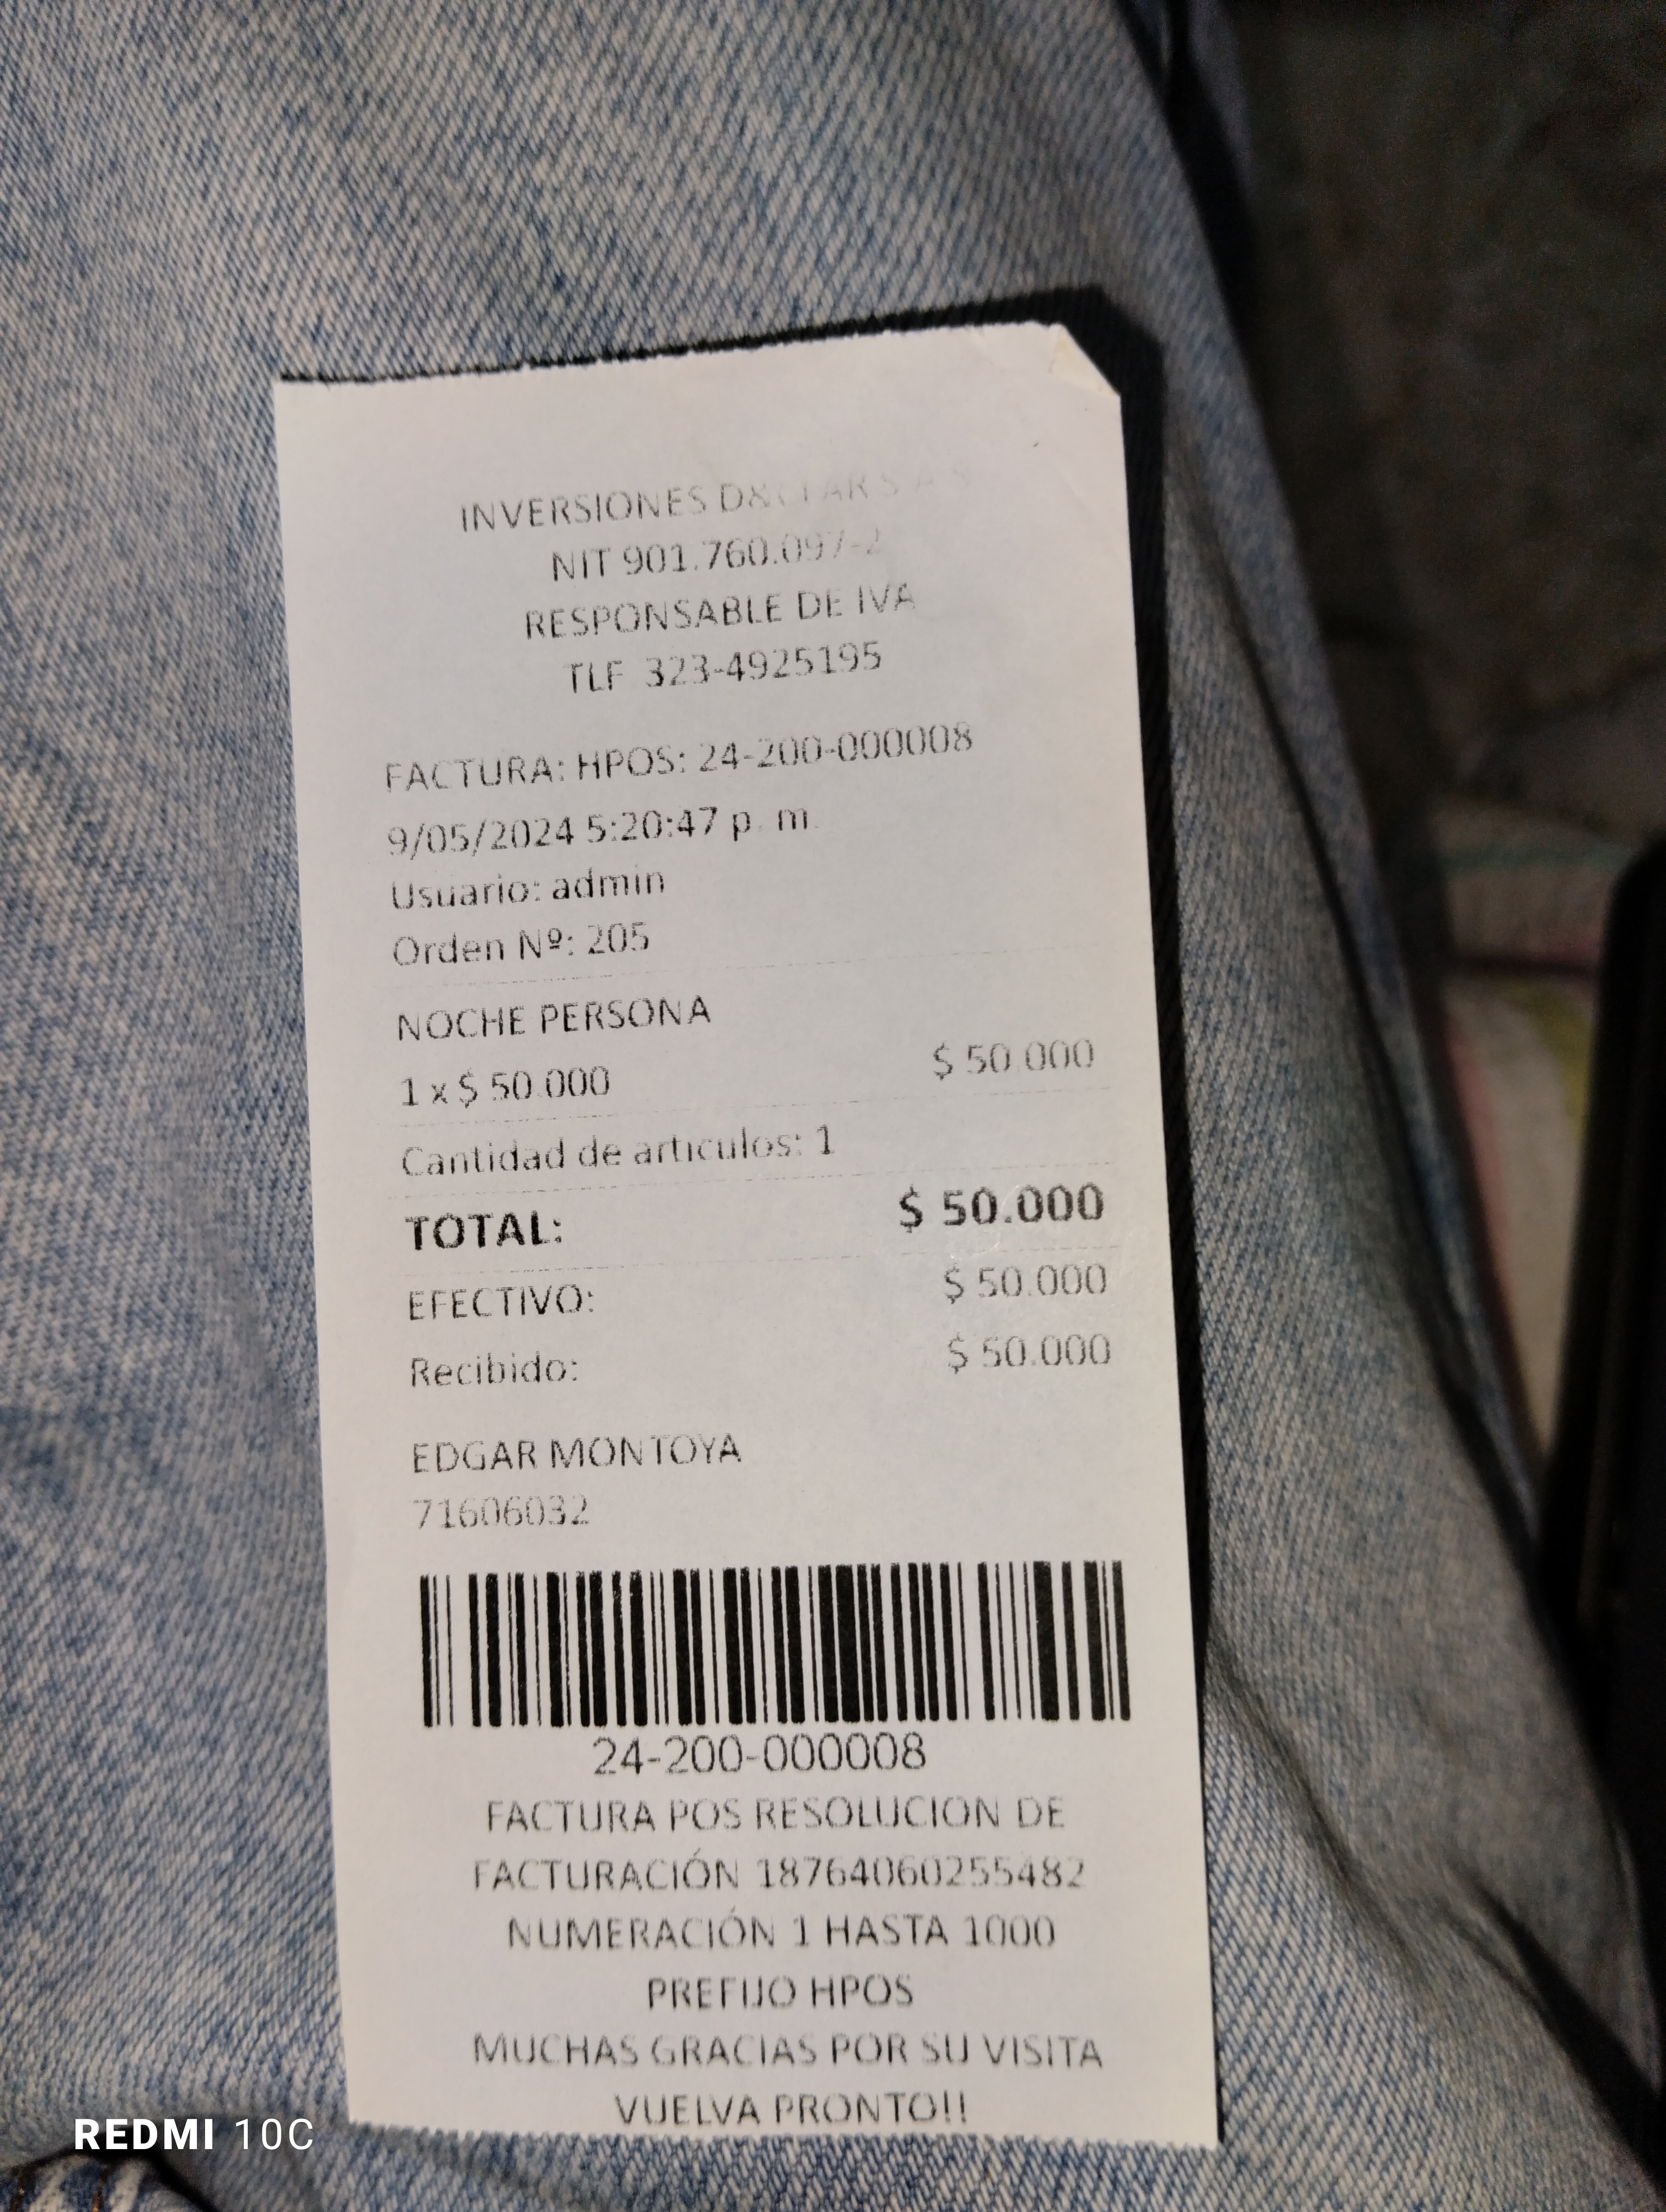 INVERSIONES
NIT 901.760.097-2
RESPONSABLE DE IVA
TLF 323-4925195
FACTURA: HPOS: 24-200-000008
9/05/2024 5:20:47 p. m.
Usuario: admin
Orden Nº: 205
NOCHE PERSONA
1 x $ 50.000 $ 50.000
Cantidad de articulos: 1
TOTAL: $ 50.000
EFECTIVO: $ 50.000
Recibido: $ 50.000
EDGAR MONTOYA
71606032
24-200-000008
FACTURA POS RESOLUCION DE
FACTURACIÓN 18764060255482
NUMERACIÓN 1 HASTA 1000
PREFIJO HPOS
MUCHAS GRACIAS POR SU VISITA
VUELVA PRONTO!!
REDMI 10C